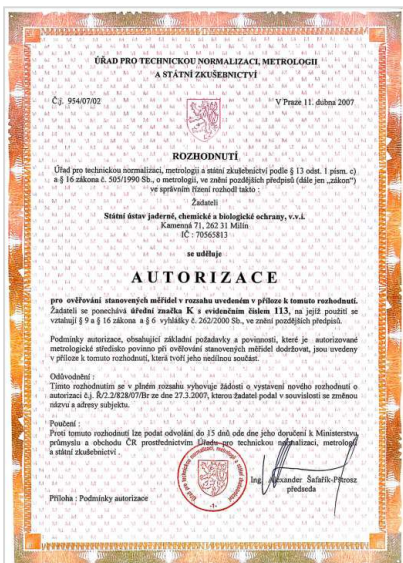 ÚŘAD PRO TECHNICKOU NORMALIZACI, METROLOGII
A STÁTNÍ ZKUŠEBNICTVÍ
Č.j. 954/07/02
V Praze 11. dubna 2007
ROZHODNUTÍ
Úřad pro technickou normalizaci, metrologii a státní zkušebnictví podle § 13 odst. 1 písm. c)
a § 16 zákona č. 505/1990 Sb., o metrologii, ve znění pozdějších předpisů (dále jen „zákon")
ve správním řízení rozhodl takto :
Žadateli
Státní ústav jaderné, chemické a biologické ochrany, v.v.i.
Kamenná 71, 262 31 Milín
IČ : 70565813
se uděluje
AUTORIZACE
pro ověřování stanovených měřidel v rozsahu uvedeném v příloze k tomuto rozhodnutí.
Žadateli se ponechává úřední značka K s evidenčním číslem 113, na jejíž použití se
vztahují § 9 a § 16 zákona a § 6 vyhlášky č. 262/2000 Sb., ve znění pozdějších předpisů.
Podmínky autorizace, obsahující základní požadavky a povinnosti, které je autorizované
metrologické středisko povinno při ověřování stanovených měřidel dodržovat, jsou uvedeny
v příloze k tomuto rozhodnutí, která tvoří jeho nedílnou součást.
Odůvodnění :
Tímto rozhodnutím se v plném rozsahu vyhovuje žádosti o vystavení nového rozhodnutí o
autorizaci č.j. Ř/2.2/828/07/Br ze dne 27.3.2007, kterou žadatel podal v souvislosti se změnou
názvu a adresy subjektu.
Poučení :
Proti tomuto rozhodnutí lze podat odvolání do 15 dnů ode dne jeho doručení k Ministerstvu
průmyslu a obchodu ČR prostřednictvím Úřadu pro technickou normalizaci, metrologii
a státní zkušebnictví .
Ing. Alexander Šafařík-Pštrosz
předseda
Příloha : Podmínky autorizace